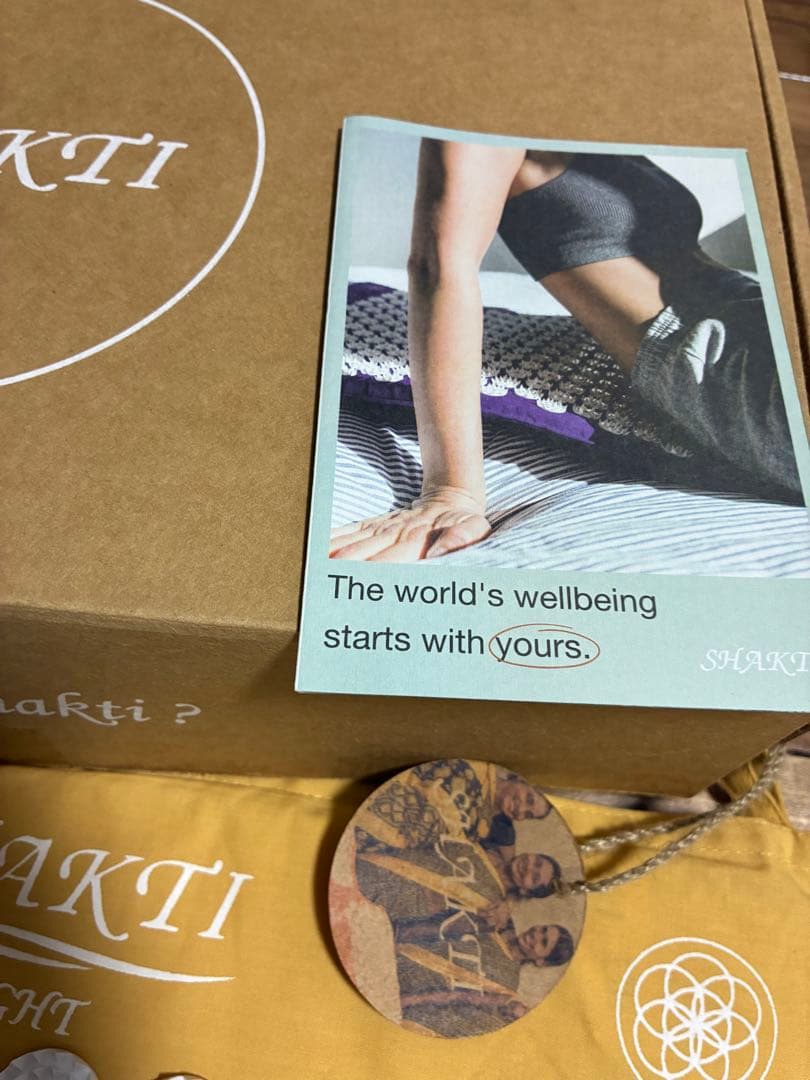 KTI
The world's wellbeing
starts with yours.
SHAKT
hakti ?
AKTI
GHT